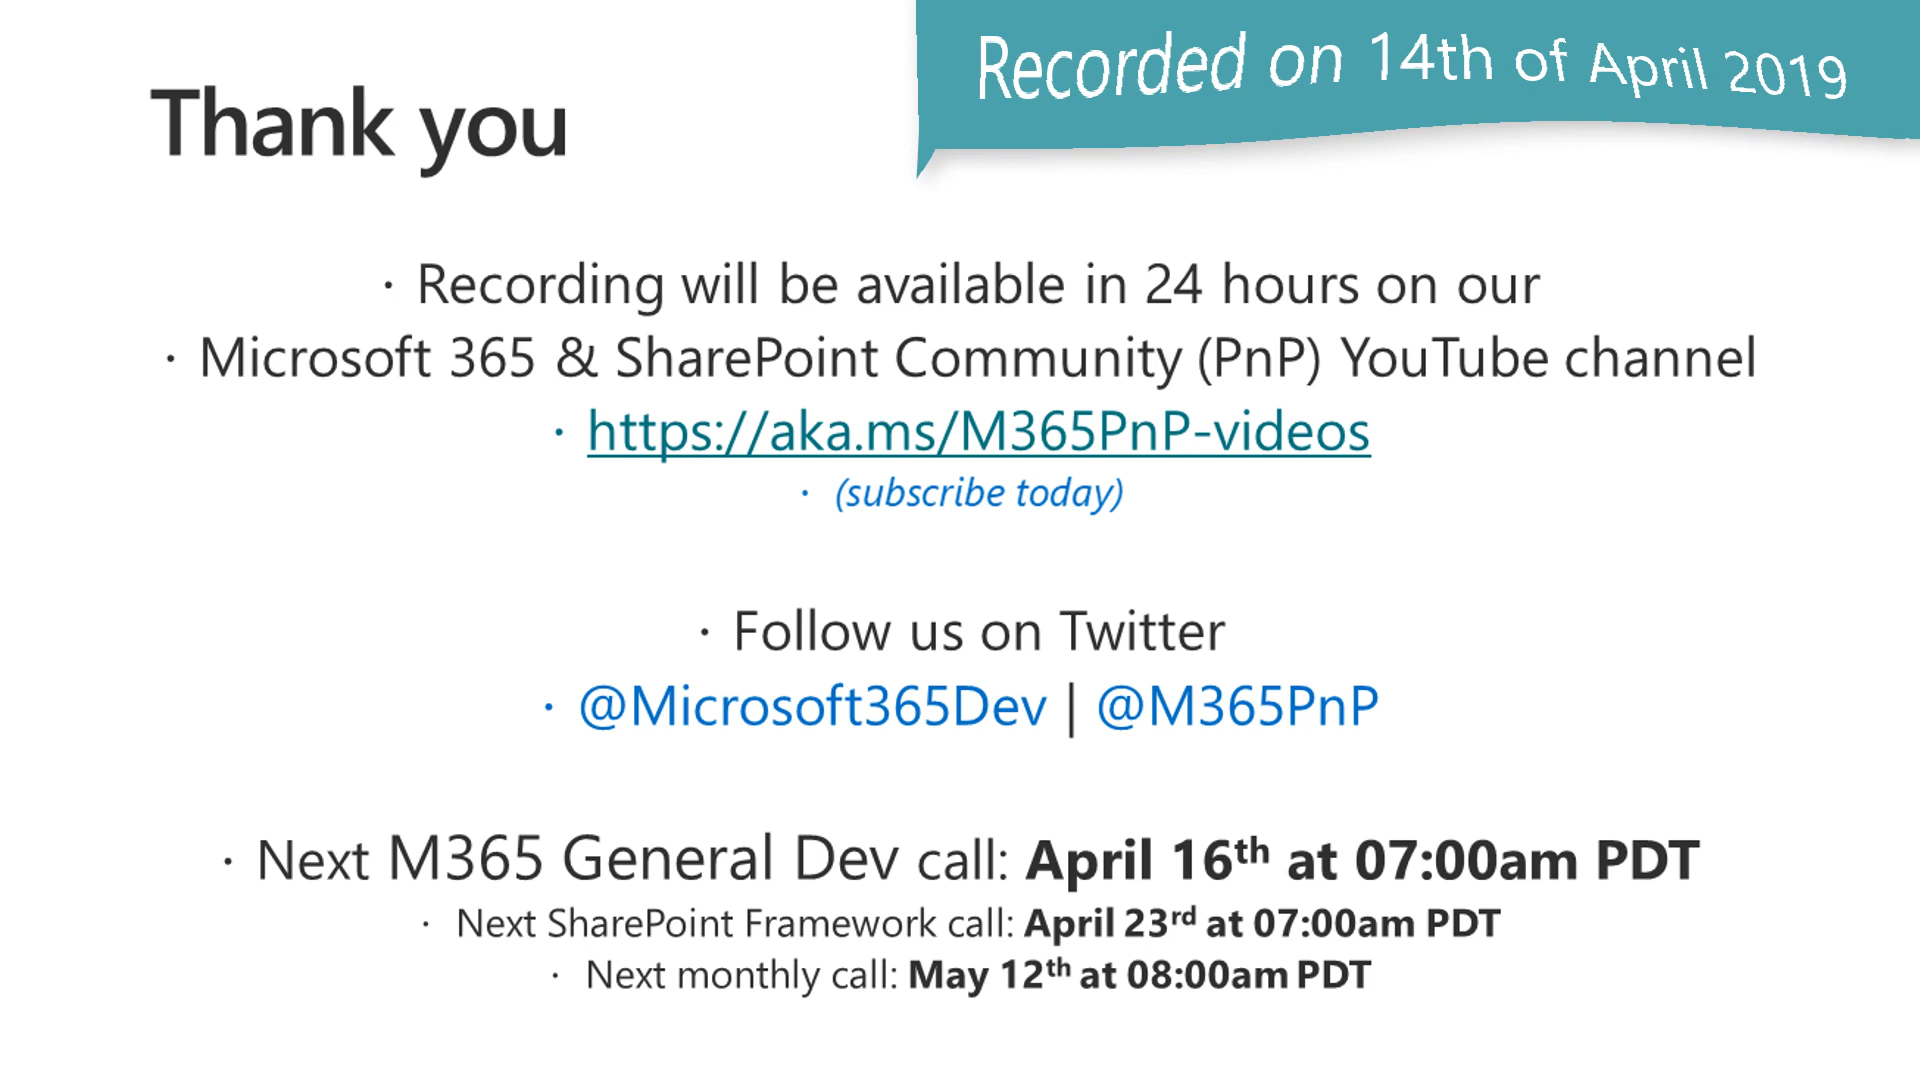 Recorded on 14th of April 2019
Thank you
· Recording will be available in 24 hours on our
· Microsoft 365 & SharePoint Community (PnP) YouTube channel
· https://aka.ms/M365PnP-videos
· (subscribe today)
· Follow us on Twitter
· @Microsoft365Dev | @M365PnP
· Next M365 General Dev call: April 16th at 07:00am PDT
· Next SharePoint Framework call: April 23rd at 07:00am PDT
· Next monthly call: May 12th at 08:00am PDT